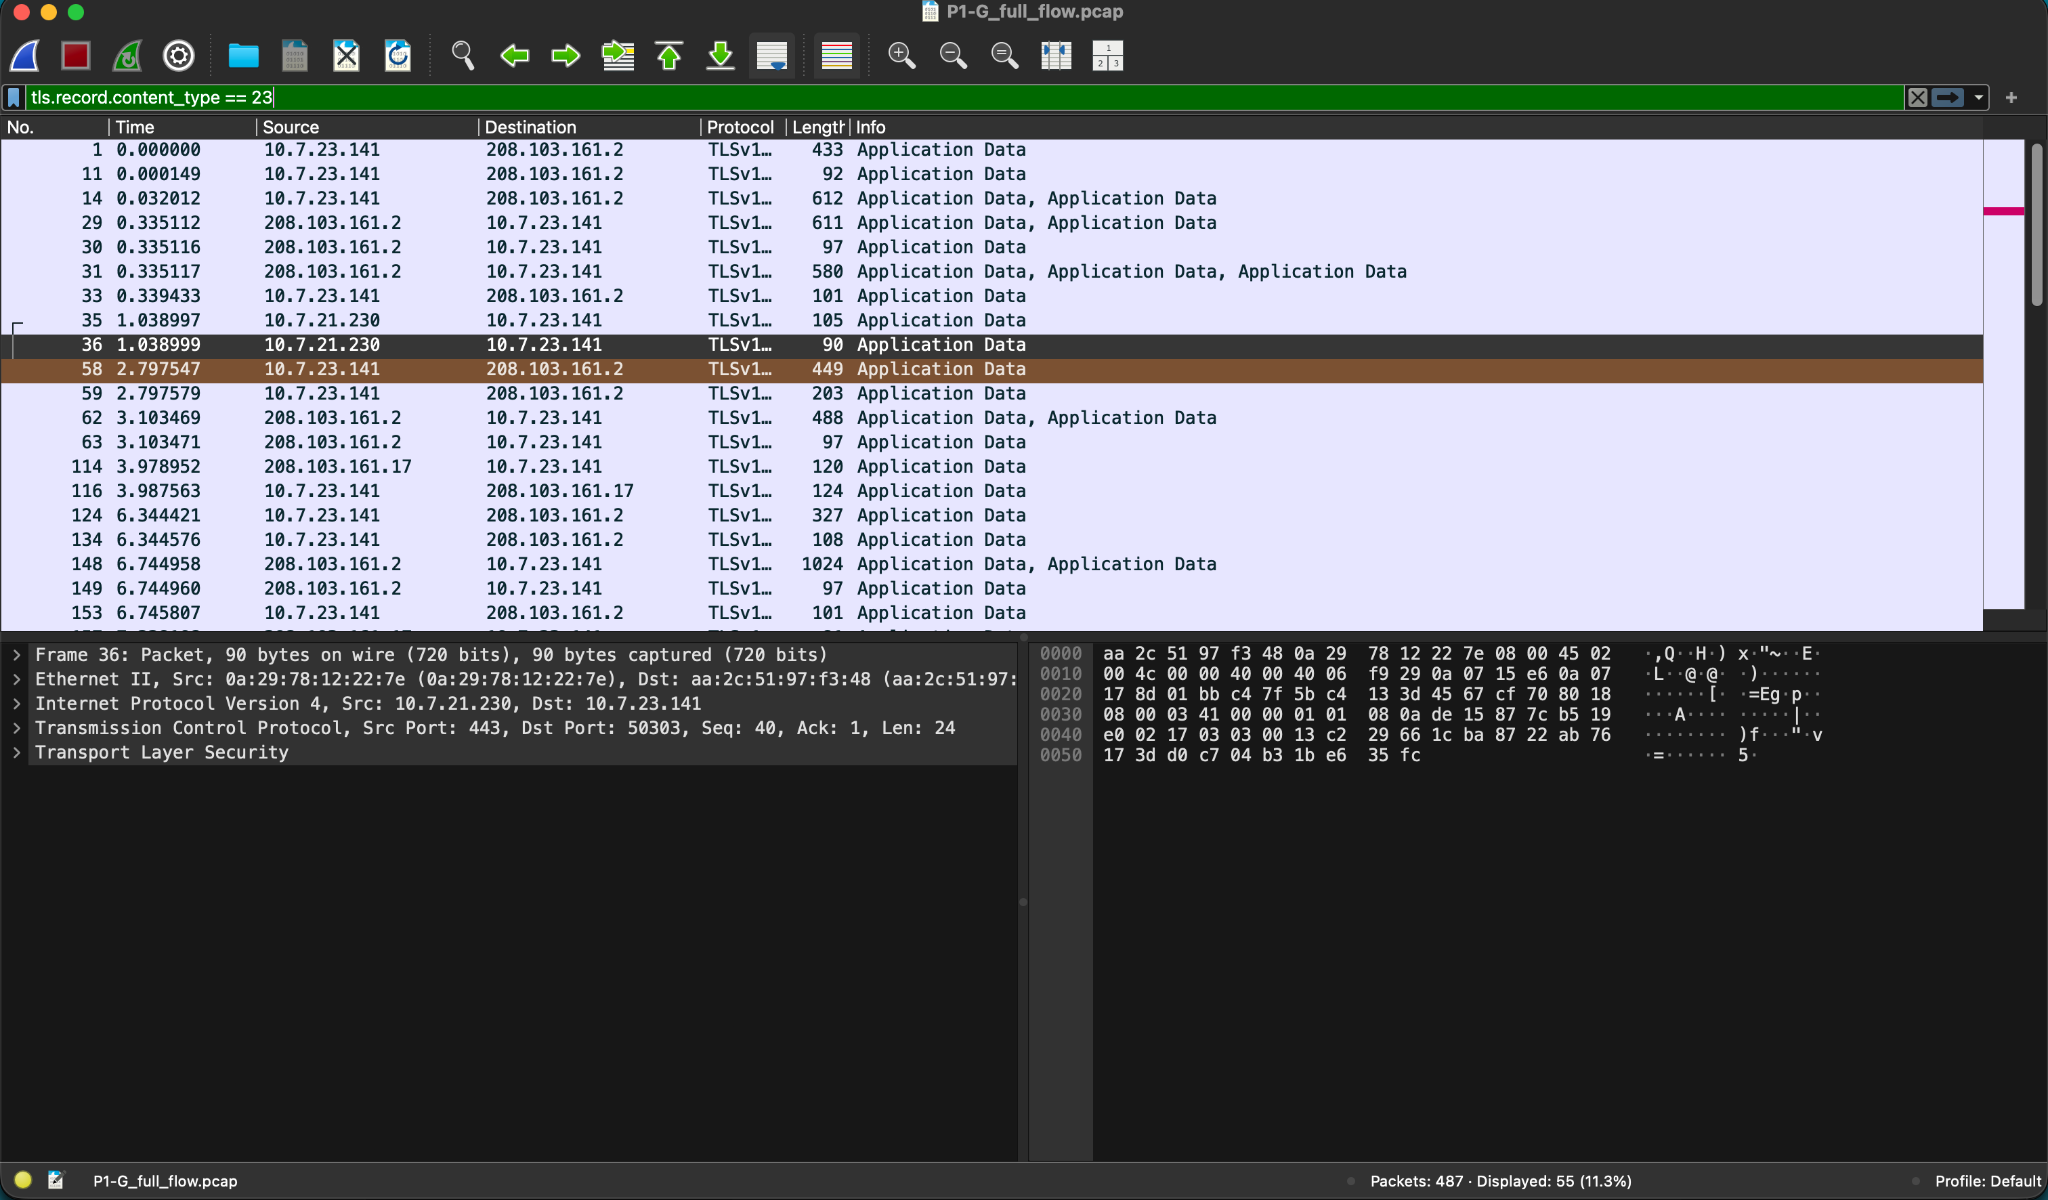 P1-G_full_flow.pcap
tls.record.content_type == 23
No. Time Source Destination Protocol Length Info
1 0.000000 10.7.23.141 208.103.161.2 TLSv1… 433 Application Data
11 0.000149 10.7.23.141 208.103.161.2 TLSv1… 92 Application Data
14 0.032012 10.7.23.141 208.103.161.2 TLSv1… 612 Application Data, Application Data
29 0.335112 208.103.161.2 10.7.23.141 TLSv1… 611 Application Data, Application Data
30 0.335116 208.103.161.2 10.7.23.141 TLSv1… 97 Application Data
31 0.335117 208.103.161.2 10.7.23.141 TLSv1… 580 Application Data, Application Data, Application Data
33 0.339433 10.7.23.141 208.103.161.2 TLSv1… 101 Application Data
35 1.038997 10.7.21.230 10.7.23.141 TLSv1… 105 Application Data
36 1.038999 10.7.21.230 10.7.23.141 TLSv1… 90 Application Data
58 2.797547 10.7.23.141 208.103.161.2 TLSv1… 449 Application Data
59 2.797579 10.7.23.141 208.103.161.2 TLSv1… 203 Application Data
62 3.103469 208.103.161.2 10.7.23.141 TLSv1… 488 Application Data, Application Data
63 3.103471 208.103.161.2 10.7.23.141 TLSv1… 97 Application Data
114 3.978952 208.103.161.17 10.7.23.141 TLSv1… 120 Application Data
116 3.987563 10.7.23.141 208.103.161.17 TLSv1… 124 Application Data
124 6.344421 10.7.23.141 208.103.161.2 TLSv1… 327 Application Data
134 6.344576 10.7.23.141 208.103.161.2 TLSv1… 108 Application Data
148 6.744958 208.103.161.2 10.7.23.141 TLSv1… 1024 Application Data, Application Data
149 6.744960 208.103.161.2 10.7.23.141 TLSv1… 97 Application Data
153 6.745807 10.7.23.141 208.103.161.2 TLSv1… 101 Application Data
Frame 36: Packet, 90 bytes on wire (720 bits), 90 bytes captured (720 bits)
Ethernet II, Src: 0a:29:78:12:22:7e (0a:29:78:12:22:7e), Dst: aa:2c:51:97:f3:48 (aa:2c:51:97:
Internet Protocol Version 4, Src: 10.7.21.230, Dst: 10.7.23.141
Transmission Control Protocol, Src Port: 443, Dst Port: 50303, Seq: 40, Ack: 1, Len: 24
Transport Layer Security
0000 aa 2c 51 97 f3 48 0a 29 78 12 22 7e 08 00 45 02 ·,Q··H·) x·"~··E·
0010 00 4c 00 00 40 00 40 06 f9 29 0a 07 15 e6 0a 07 ·L··@·@· ·)······
0020 17 8d 01 bb c4 7f 5b c4 13 3d 45 67 cf 70 80 18 ······[· ·=Eg·p··
0030 08 00 03 41 00 00 01 01 08 0a de 15 87 7c b5 19 ···A···· ·····|··
0040 e0 02 17 03 03 00 13 c2 29 66 1c ba 87 22 ab 76 ········ )f···"·v
0050 17 3d d0 c7 04 b3 1b e6 35 fc ·=······ 5·
P1-G_full_flow.pcap
Packets: 487 · Displayed: 55 (11.3%)
Profile: Default